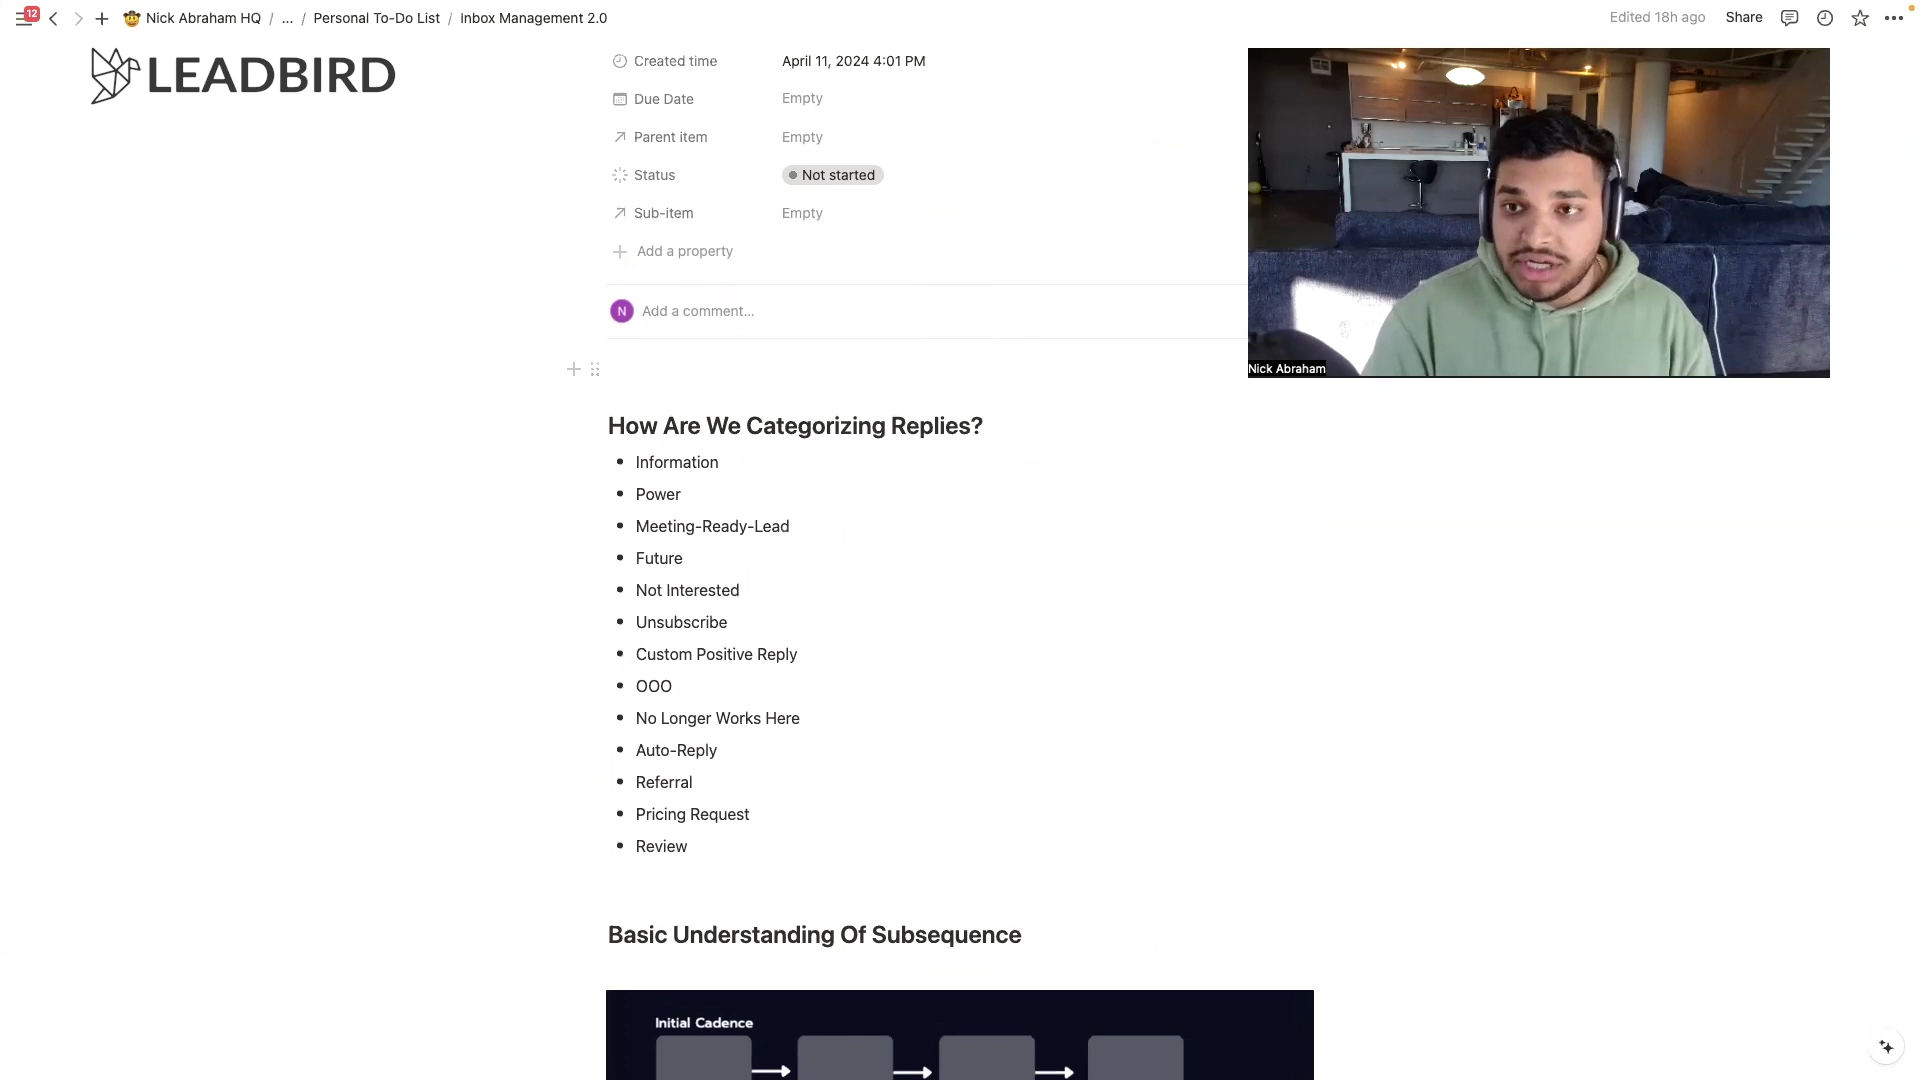 12
Nick Abraham HQ / ... / Personal To-Do List / Inbox Management 2.0
Edited 18h ago
Share
LEADBIRD
Created time April 11, 2024 4:01 PM
Due Date Empty
Parent item Empty
Status Not started
Sub-item Empty
Add a property
N Add a comment...
Nick Abraham
How Are We Categorizing Replies?
• Information
• Power
• Meeting-Ready-Lead
• Future
• Not Interested
• Unsubscribe
• Custom Positive Reply
• OOO
• No Longer Works Here
• Auto-Reply
• Referral
• Pricing Request
• Review
Basic Understanding Of Subsequence
Initial Cadence